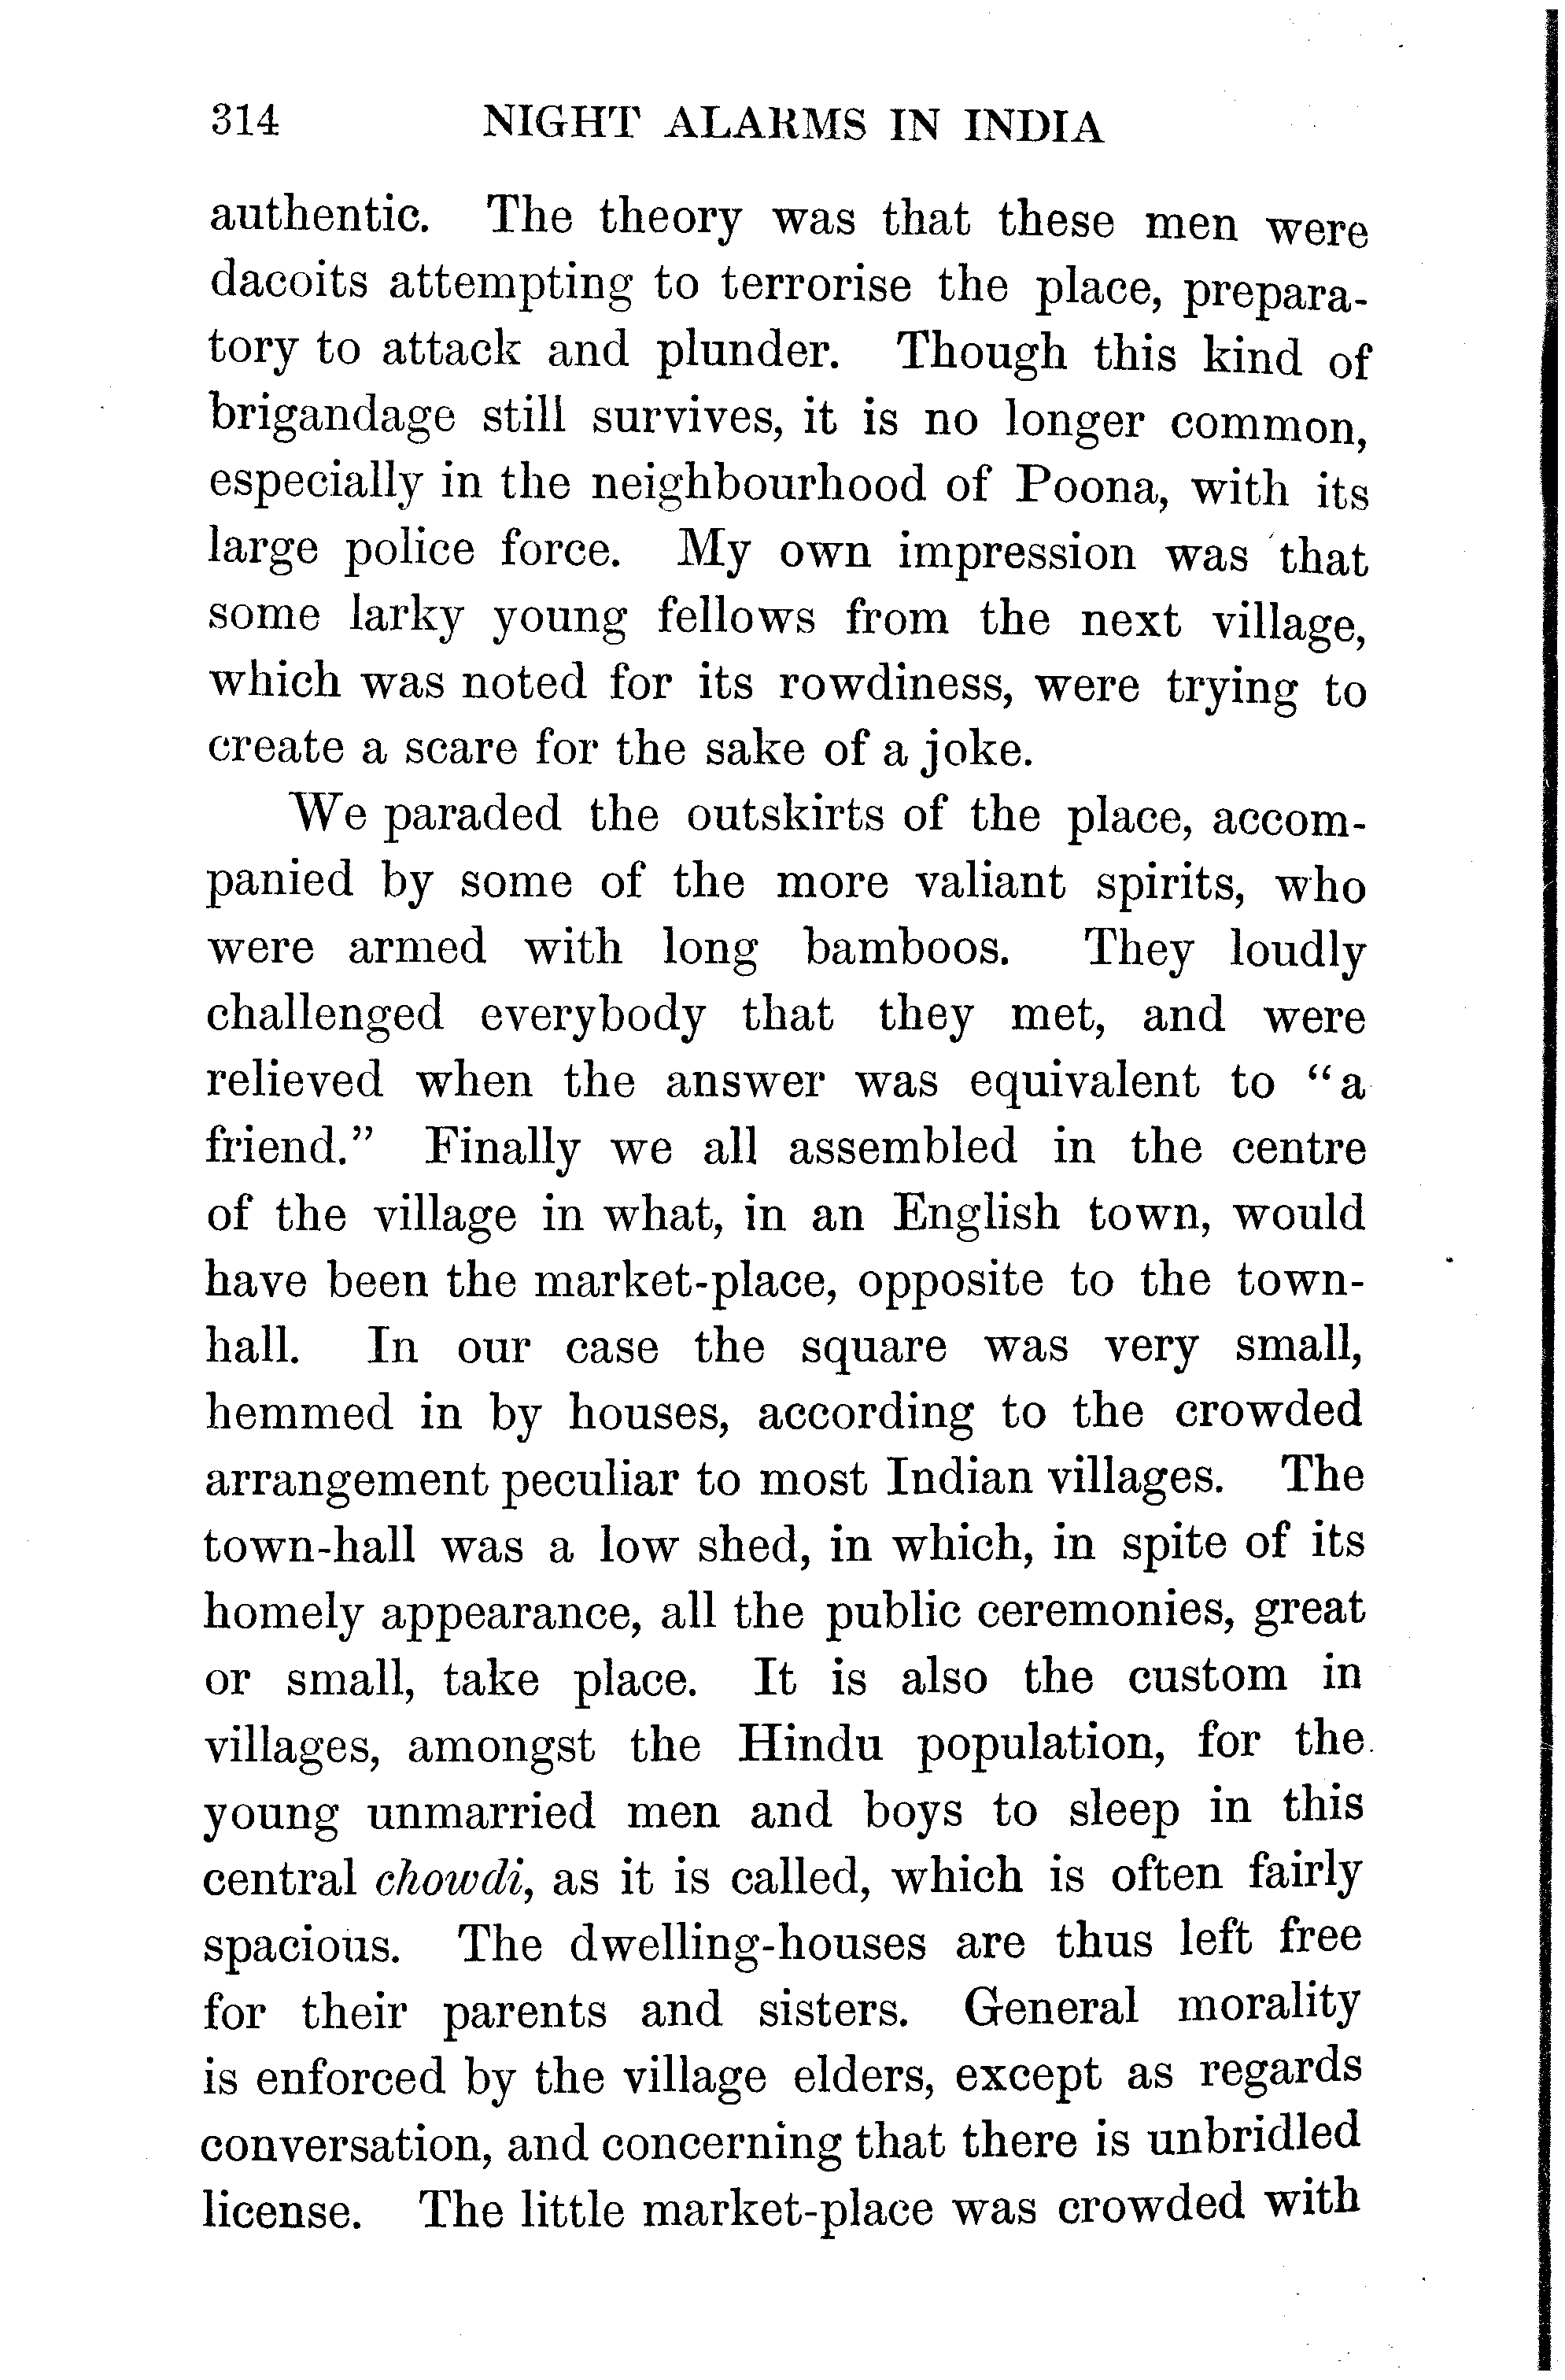 314 NIGHT ALARMS IN INDIA
authentic. The theory was that these men were
dacoits attempting to terrorise the place, prepara-
tory to attack and plunder. Though this kind of
brigandage still survives, it is no longer common,
especially in the neighbourhood of Poona, with its
large police force. My own impression was that
some larky young fellows from the next village,
which was noted for its rowdiness, were trying to
create a scare for the sake of a joke.
We paraded the outskirts of the place, accom-
panied by some of the more valiant spirits, who
were armed with long bamboos. They loudly
challenged everybody that they met, and were
relieved when the answer was equivalent to "a
friend." Finally we all assembled in the centre
of the village in what, in an English town, would
have been the market-place, opposite to the town-
hall. In our case the square was very small,
hemmed in by houses, according to the crowded
arrangement peculiar to most Indian villages. The
town-hall was a low shed, in which, in spite of its
homely appearance, all the public ceremonies, great
or small, take place. It is also the custom in
villages, amongst the Hindu population, for the
young unmarried men and boys to sleep in this
central chowdi, as it is called, which is often fairly
spacious. The dwelling-houses are thus left free
for their parents and sisters. General morality
is enforced by the village elders, except as regards
conversation, and concerning that there is unbridled
license. The little market-place was crowded with